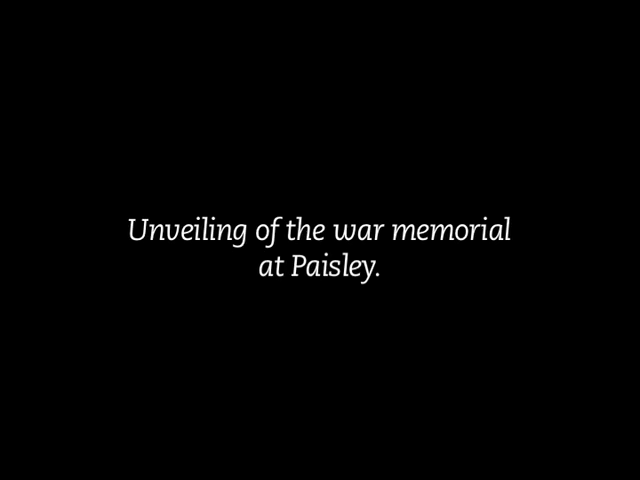 Unveiling of the war memorial
at Paisley.